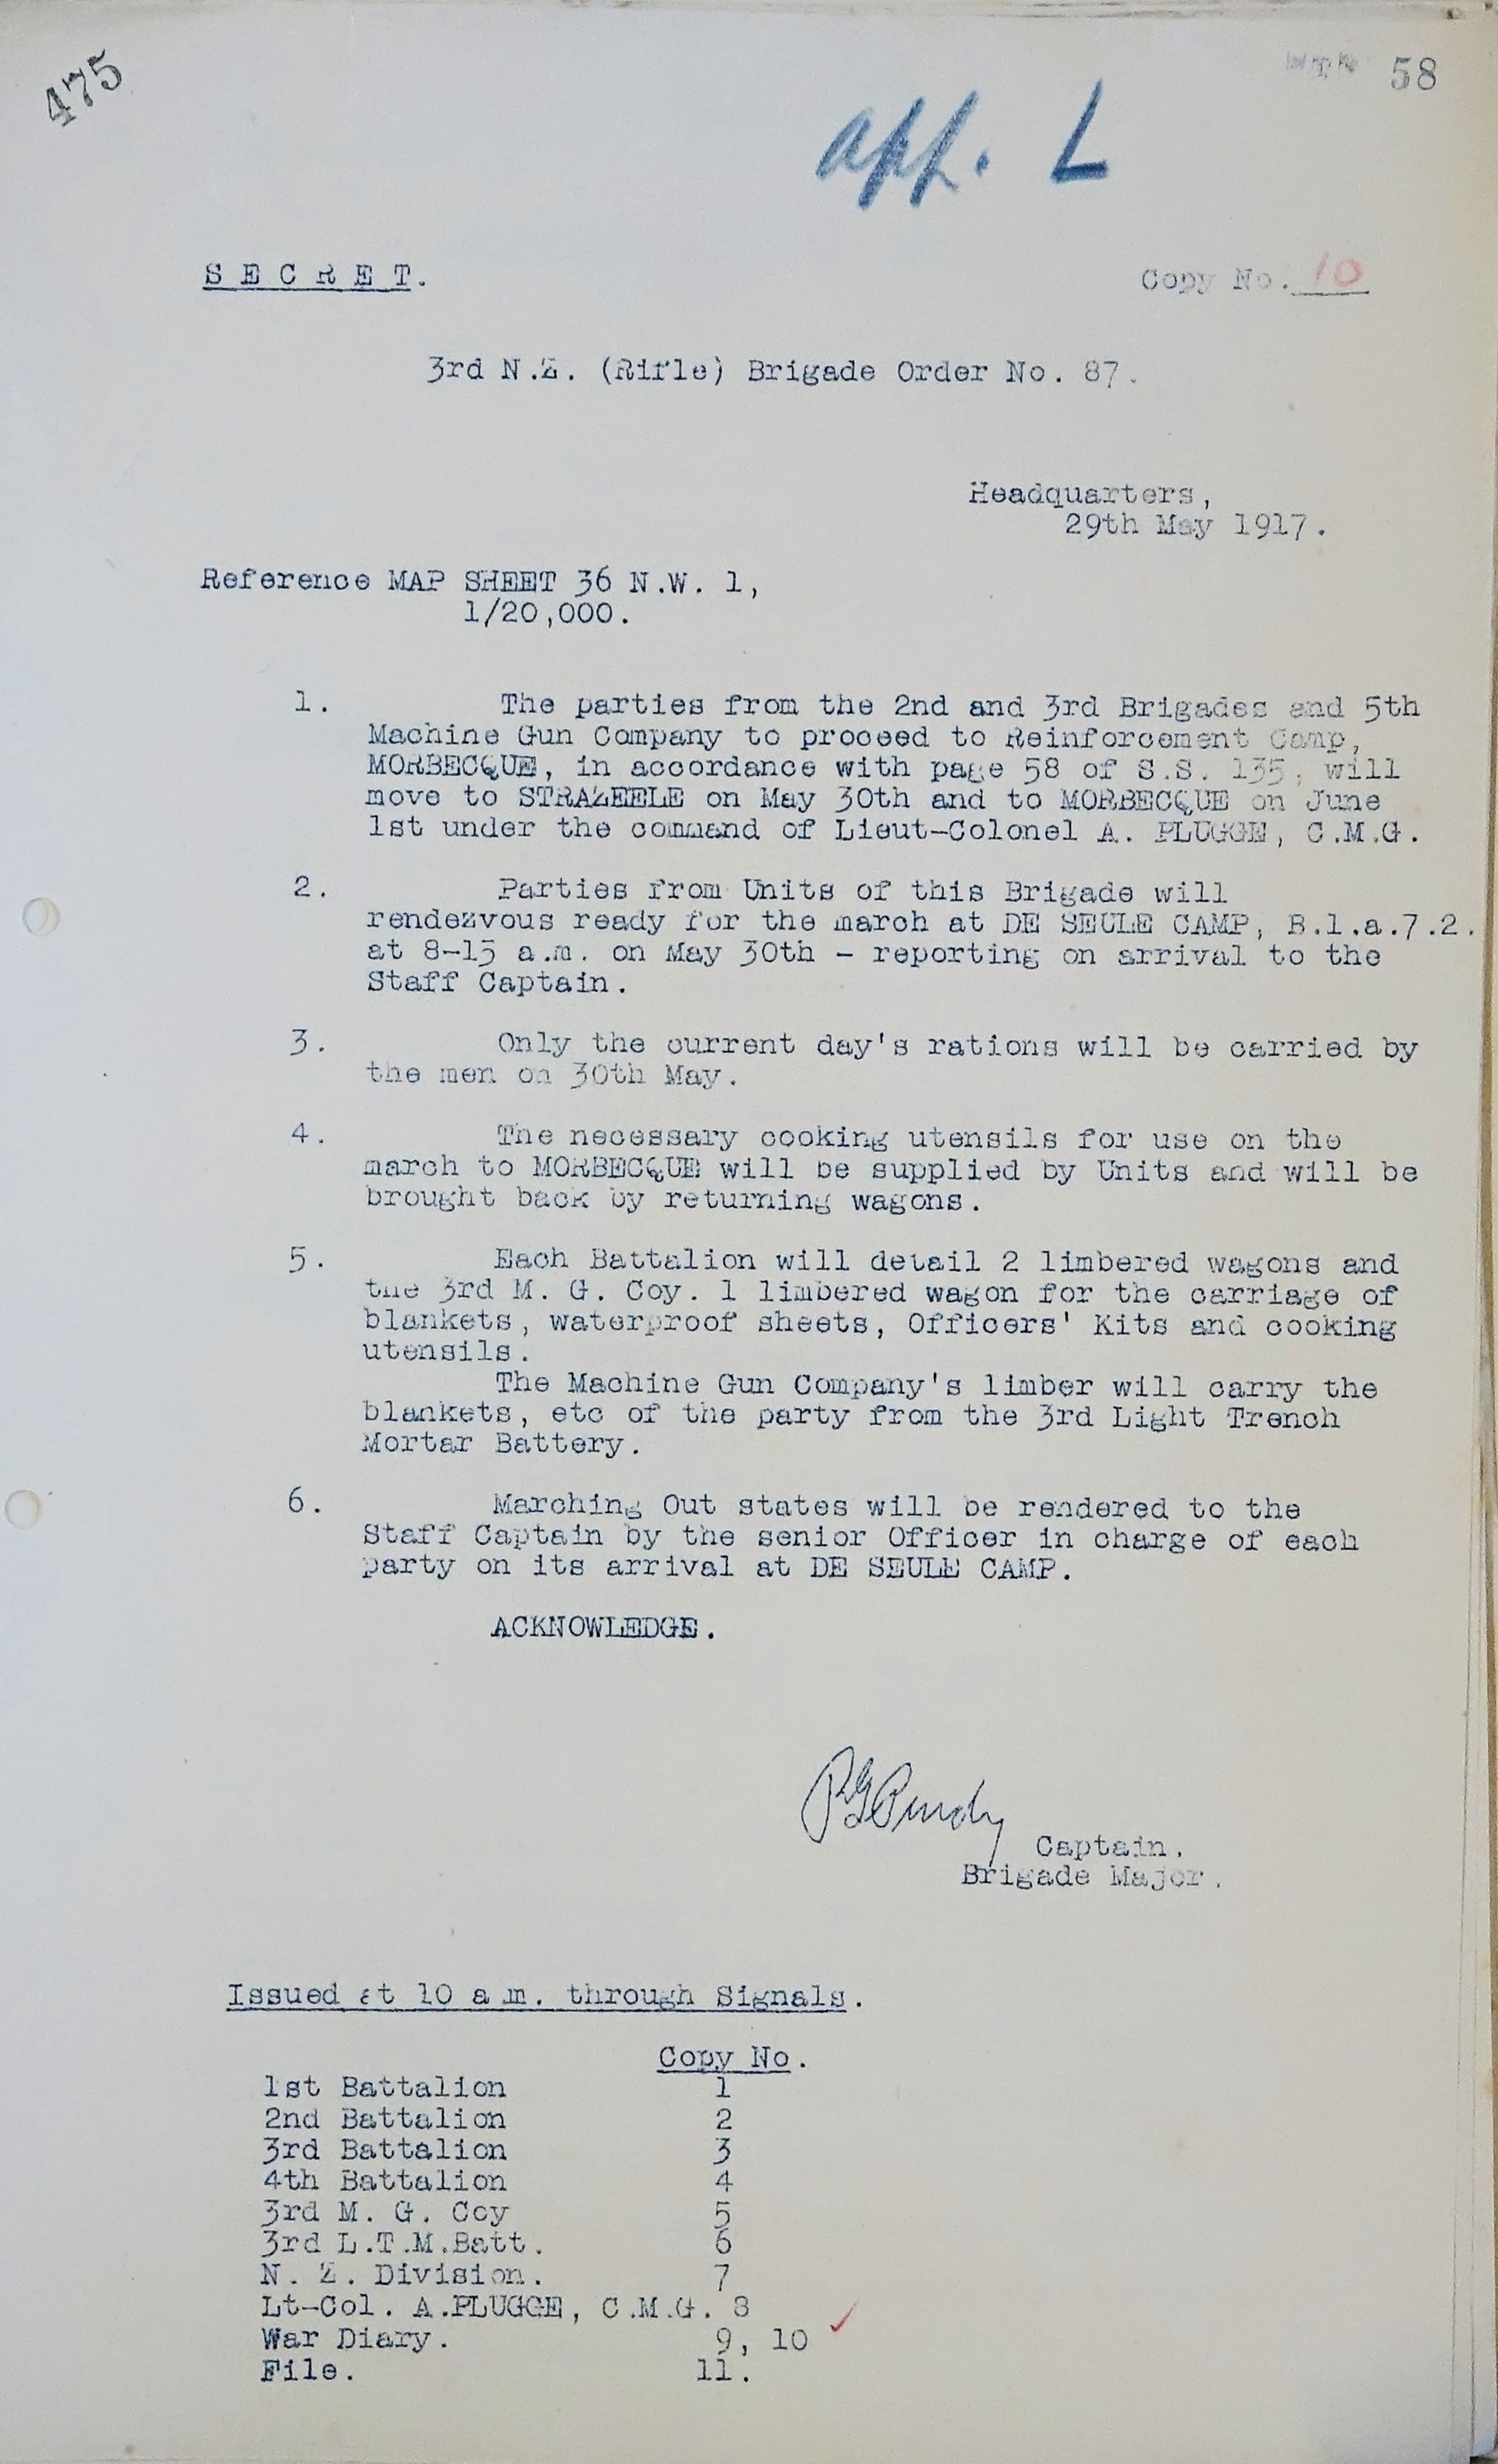 475
58
app. L
S E C R E T.
Copy No. 10
3rd N.Z. (Rifle) Brigade Order No. 87.
Headquarters,
29th May 1917.
Reference MAP SHEET 36 N.W. 1,
1/20,000.
1. The parties from the 2nd and 3rd Brigades and 5th
Machine Gun Company to proceed to Reinforcement Camp,
MORBECQUE, in accordance with page 58 of S.S. 135, will
move to STRAZEELE on May 30th and to MORBECQUE on June
1st under the command of Lieut-Colonel A. PLUGGE, C.M.G.
2. Parties from Units of this Brigade will
rendezvous ready for the march at DE SEULE CAMP, B.1.a.7.2.
at 8-15 a.m. on May 30th - reporting on arrival to the
Staff Captain.
3. Only the current day's rations will be carried by
the men on 30th May.
4. The necessary cooking utensils for use on the
march to MORBECQUE will be supplied by Units and will be
brought back by returning wagons.
5. Each Battalion will detail 2 limbered wagons and
the 3rd M. G. Coy. 1 limbered wagon for the carriage of
blankets, waterproof sheets, Officers' Kits and cooking
utensils.
The Machine Gun Company's limber will carry the
blankets, etc of the party from the 3rd Light Trench
Mortar Battery.
6. Marching Out states will be rendered to the
Staff Captain by the senior Officer in charge of each
party on its arrival at DE SEULE CAMP.
ACKNOWLEDGE.
Captain.
Brigade Major.
Issued at 10 a.m. through Signals.
Copy No.
1st Battalion 1
2nd Battalion 2
3rd Battalion 3
4th Battalion 4
3rd M. G. Coy 5
3rd L.T.M.Batt. 6
N. Z. Division. 7
Lt-Col. A.PLUGGE, C.M.G. 8
War Diary. 9, 10
File. 11.